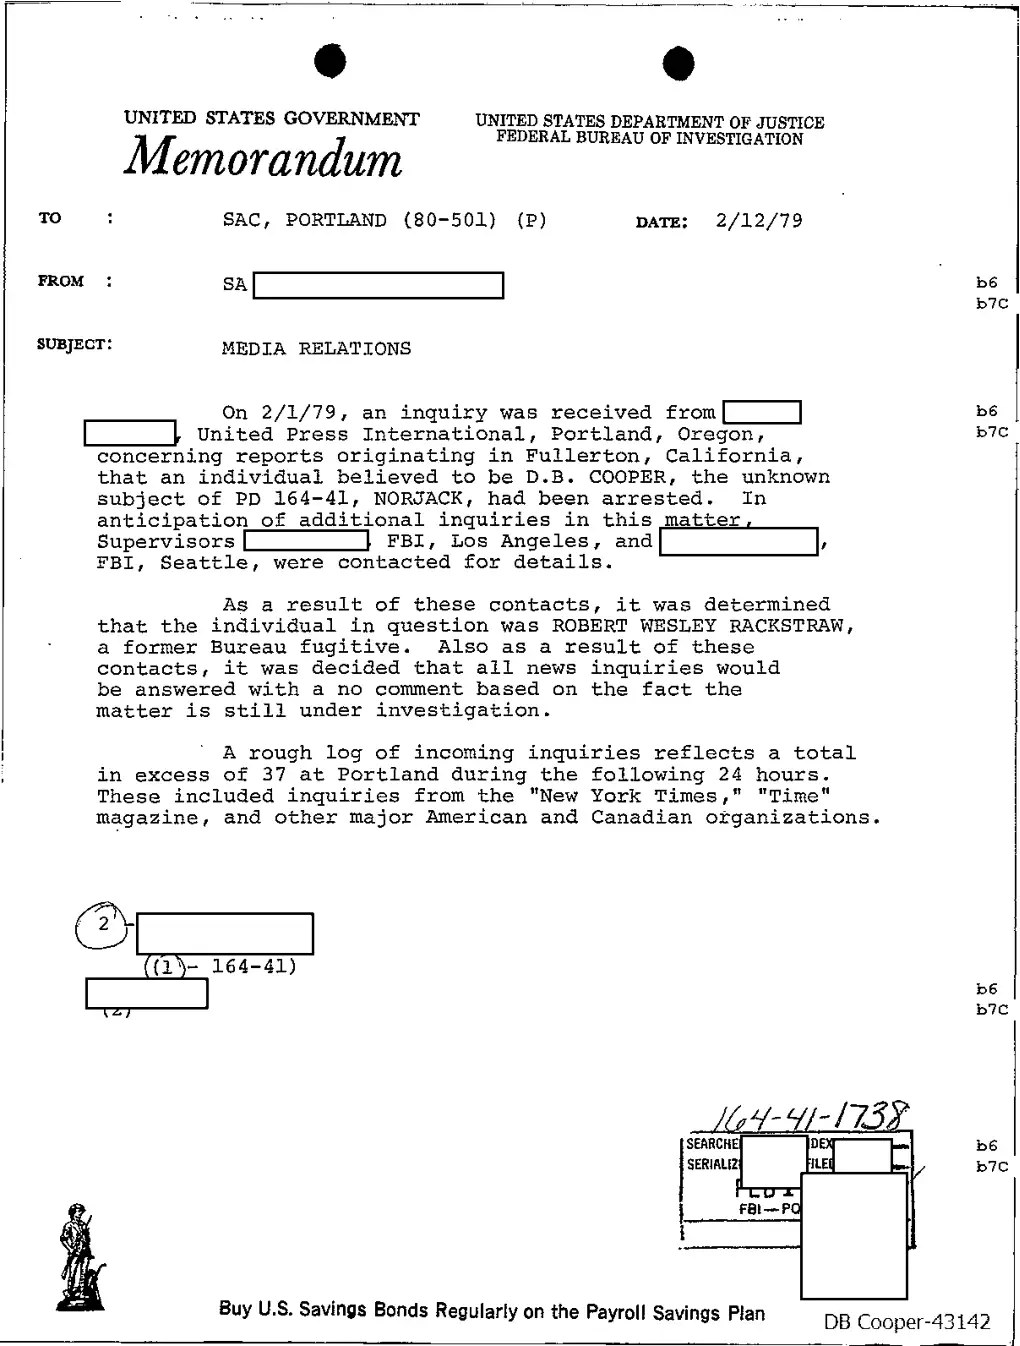 UNITED STATES GOVERNMENT
Memorandum
UNITED STATES DEPARTMENT OF JUSTICE
FEDERAL BUREAU OF INVESTIGATION
TO : SAC, PORTLAND (80-501) (P) DATE: 2/12/79
FROM : SA b6
b7C
SUBJECT: MEDIA RELATIONS
On 2/1/79, an inquiry was received from b6
, United Press International, Portland, Oregon, b7C
concerning reports originating in Fullerton, California,
that an individual believed to be D.B. COOPER, the unknown
subject of PD 164-41, NORJACK, had been arrested. In
anticipation of additional inquiries in this matter,
Supervisors , FBI, Los Angeles, and ,
FBI, Seattle, were contacted for details.
As a result of these contacts, it was determined
that the individual in question was ROBERT WESLEY RACKSTRAW,
a former Bureau fugitive. Also as a result of these
contacts, it was decided that all news inquiries would
be answered with a no comment based on the fact the
matter is still under investigation.
A rough log of incoming inquiries reflects a total
in excess of 37 at Portland during the following 24 hours.
These included inquiries from the "New York Times," "Time"
magazine, and other major American and Canadian organizations.
2 -
((1)- 164-41)
b6
(2) b7C
164-41-1738
SEARCHE DEX b6
SERIALIZ FILED b7C
FBI—PO
Buy U.S. Savings Bonds Regularly on the Payroll Savings Plan
DB Cooper-43142